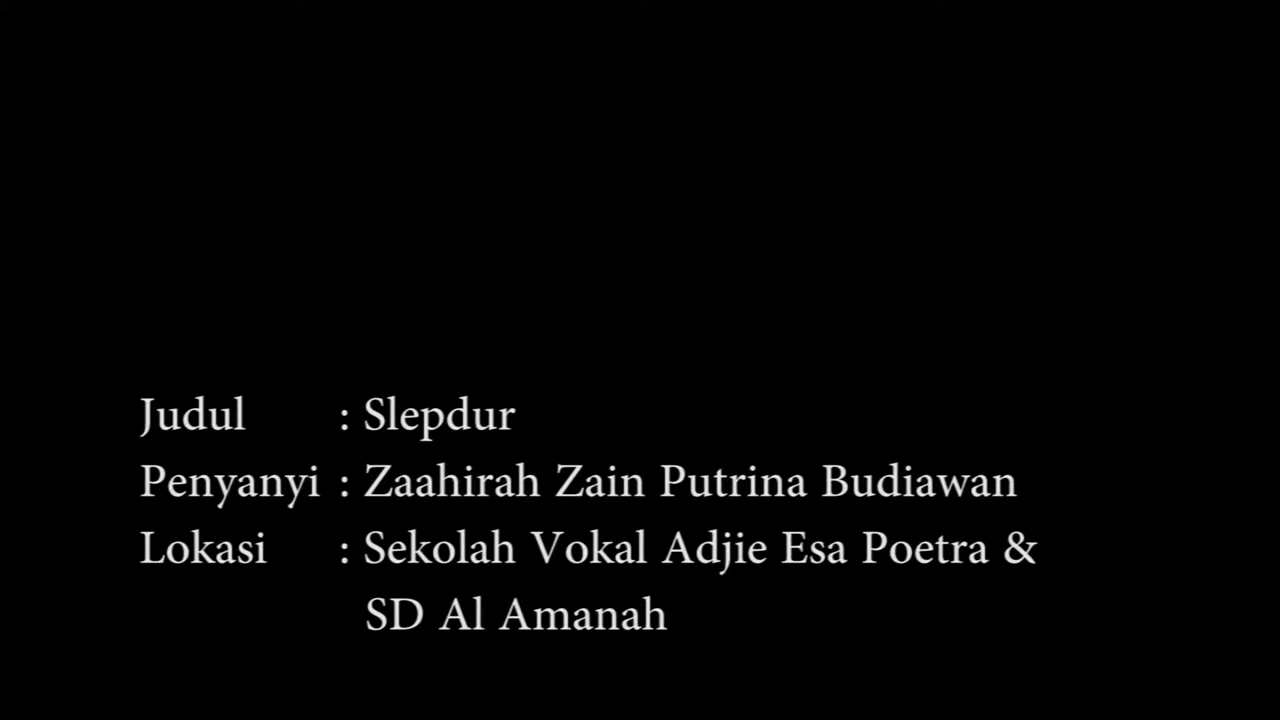 Judul : Slepdur
Penyanyi : Zaahirah Zain Putrina Budiawan
Lokasi : Sekolah Vokal Adjie Esa Poetra &
SD Al Amanah